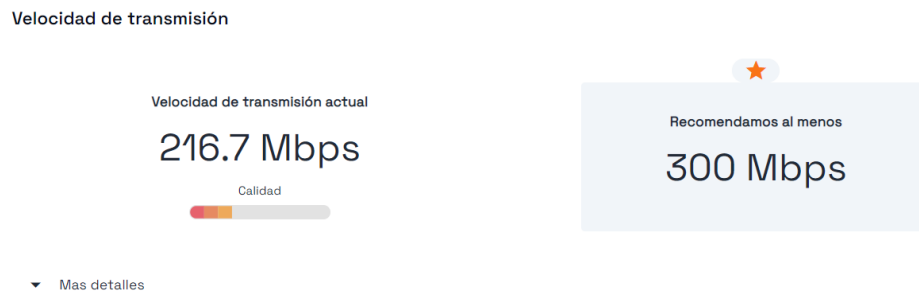 Velocidad de transmisión
Velocidad de transmisión actual
216.7 Mbps
Calidad
Recomendamos al menos
300 Mbps
Mas detalles